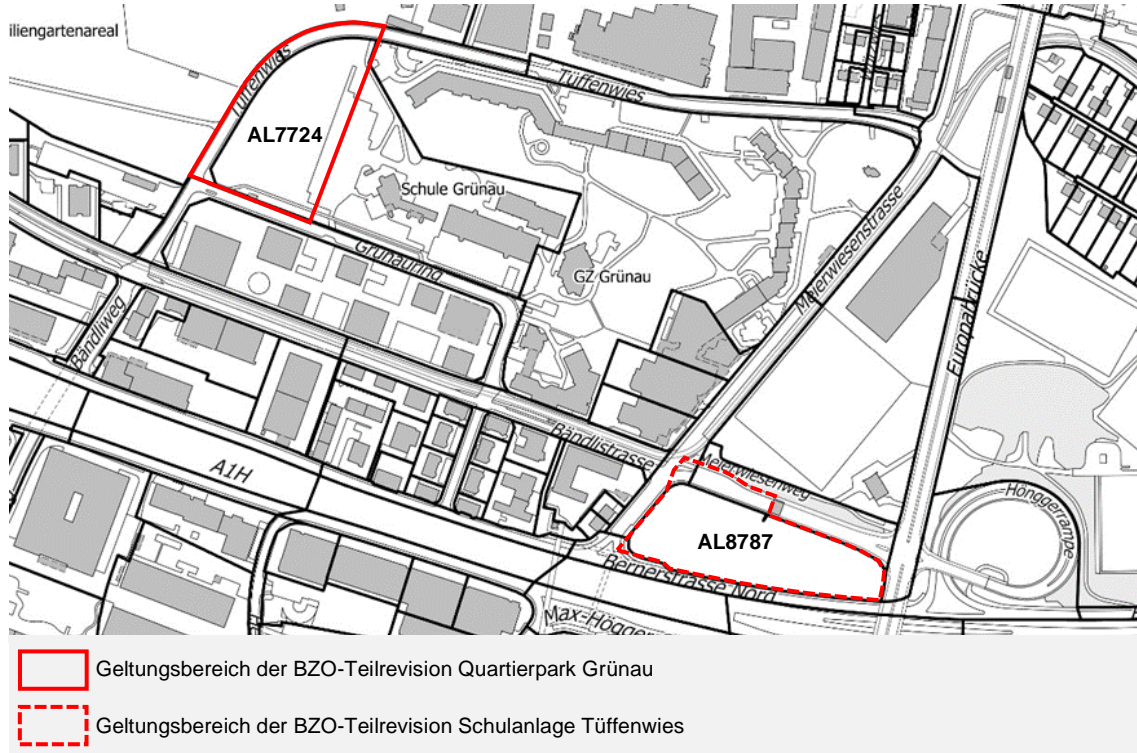 iliengartenareal
Tüffenwies
Tüffenwies
AL7724
Schule Grünau
Meierwiesenstrasse
Grünauring
GZ Grünau
Europabrücke
Bändliweg
Bändlistrasse
Meierwiesenweg
A1H
Hönggerrampe
AL8787
Bernerstrasse Nord
Max-Högger
Geltungsbereich der BZO-Teilrevision Quartierpark Grünau
Geltungsbereich der BZO-Teilrevision Schulanlage Tüffenwies